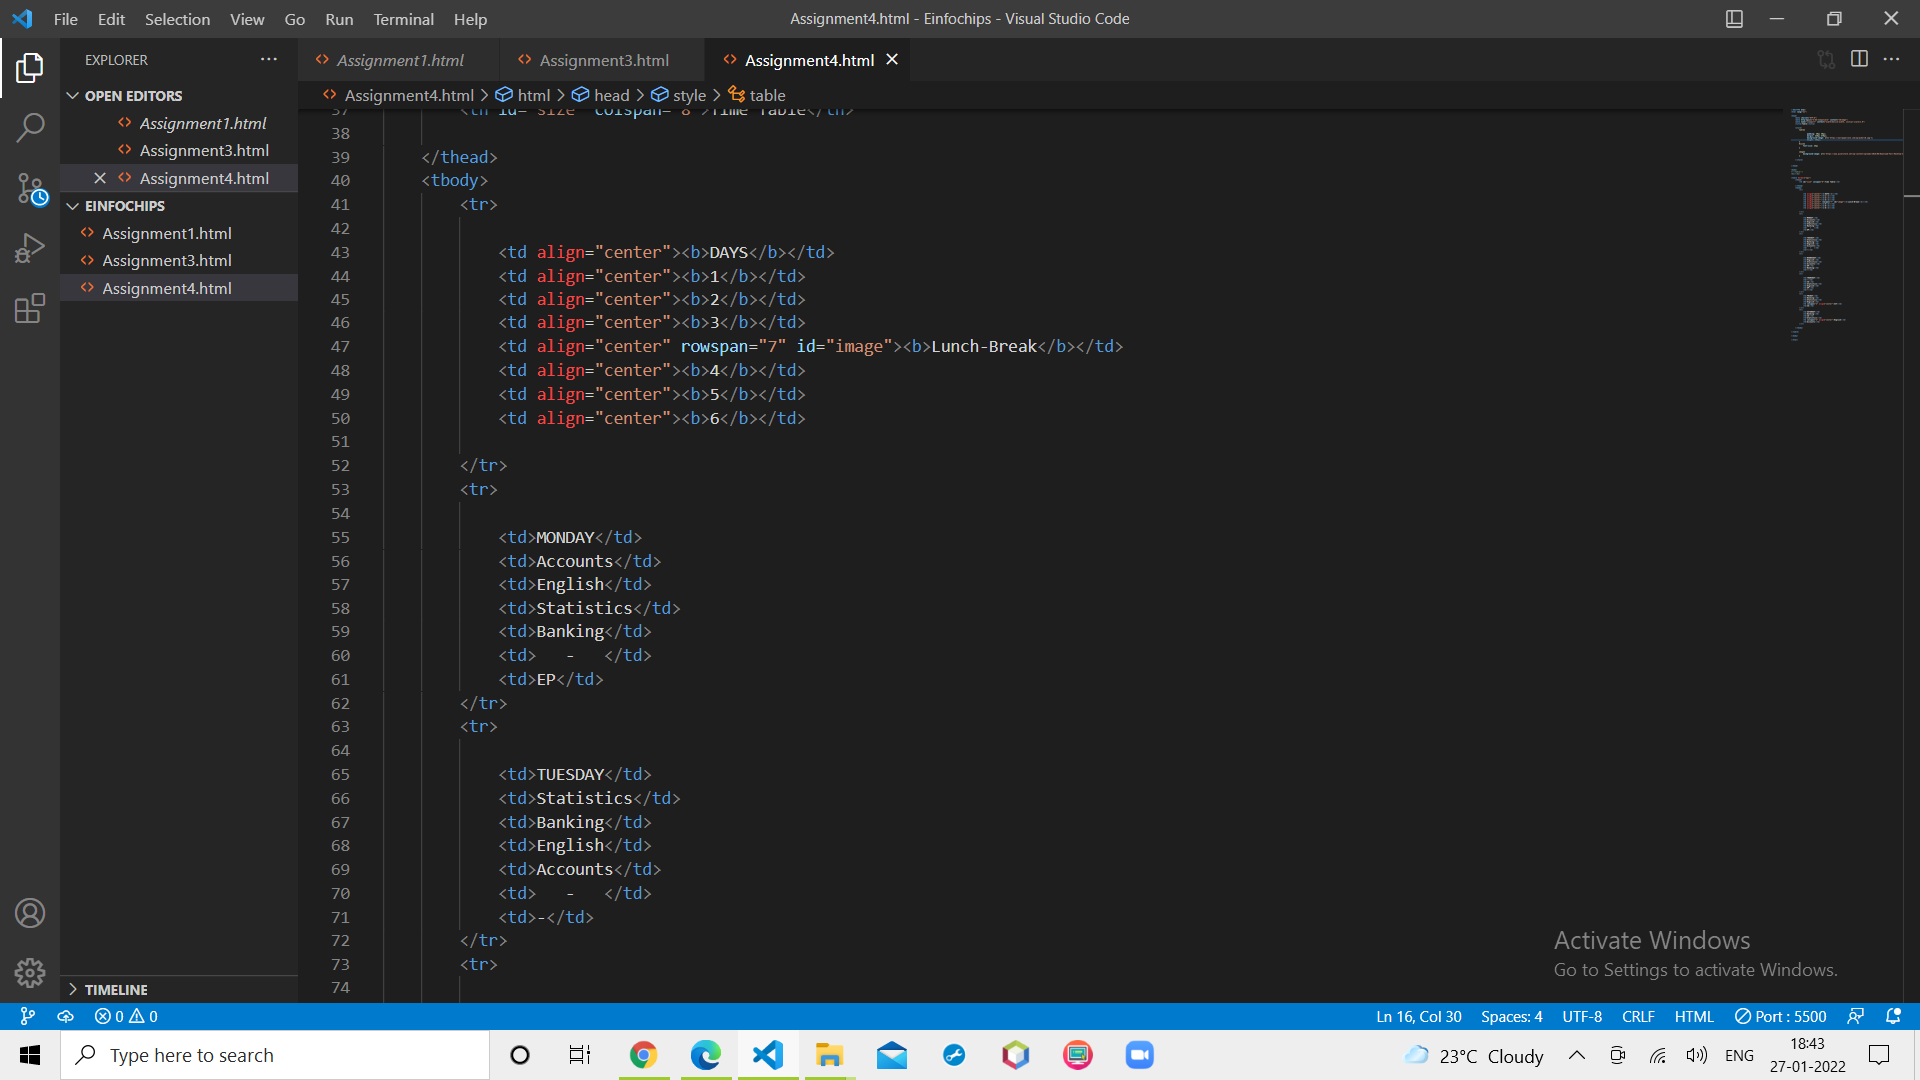 File Edit Selection View Go Run Terminal Help
Assignment4.html - Einfochips - Visual Studio Code
EXPLORER
OPEN EDITORS
Assignment1.html
Assignment3.html
Assignment4.html
EINFOCHIPS
Assignment1.html
Assignment3.html
Assignment4.html
TIMELINE
Assignment1.html Assignment3.html Assignment4.html
Assignment4.html > html > head > style > table
37 <th id="size" colspan="8">Time Table</th>
38
39 </thead>
40 <tbody>
41 <tr>
42
43 <td align="center"><b>DAYS</b></td>
44 <td align="center"><b>1</b></td>
45 <td align="center"><b>2</b></td>
46 <td align="center"><b>3</b></td>
47 <td align="center" rowspan="7" id="image"><b>Lunch-Break</b></td>
48 <td align="center"><b>4</b></td>
49 <td align="center"><b>5</b></td>
50 <td align="center"><b>6</b></td>
51
52 </tr>
53 <tr>
54
55 <td>MONDAY</td>
56 <td>Accounts</td>
57 <td>English</td>
58 <td>Statistics</td>
59 <td>Banking</td>
60 <td>   -   </td>
61 <td>EP</td>
62 </tr>
63 <tr>
64
65 <td>TUESDAY</td>
66 <td>Statistics</td>
67 <td>Banking</td>
68 <td>English</td>
69 <td>Accounts</td>
70 <td>   -   </td>
71 <td>-</td>
72 </tr>
73 <tr>
74
Activate Windows
Go to Settings to activate Windows.
0 0
Ln 16, Col 30 Spaces: 4 UTF-8 CRLF HTML Port : 5500
Type here to search
23°C Cloudy
ENG
18:43
27-01-2022